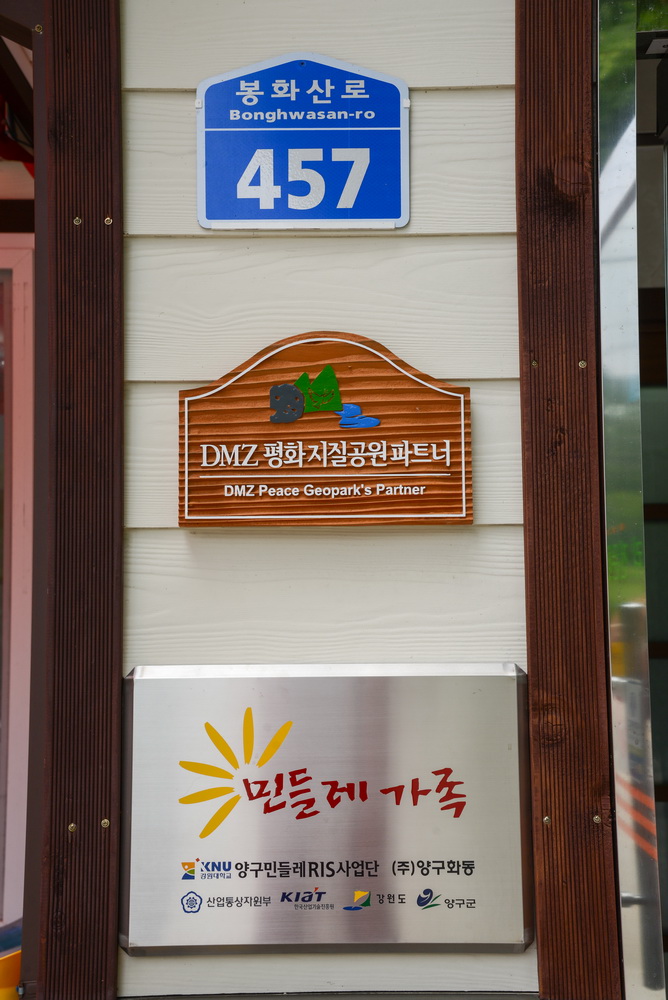 봉화산로
Bonghwasan-ro
457
DMZ 평화지질공원파트너
DMZ Peace Geopark's Partner
민들레 가족
KNU 강원대학교 양구민들레RIS사업단 (주)양구화동
산업통상자원부 KIAT 한국산업기술진흥원 강원도 양구군